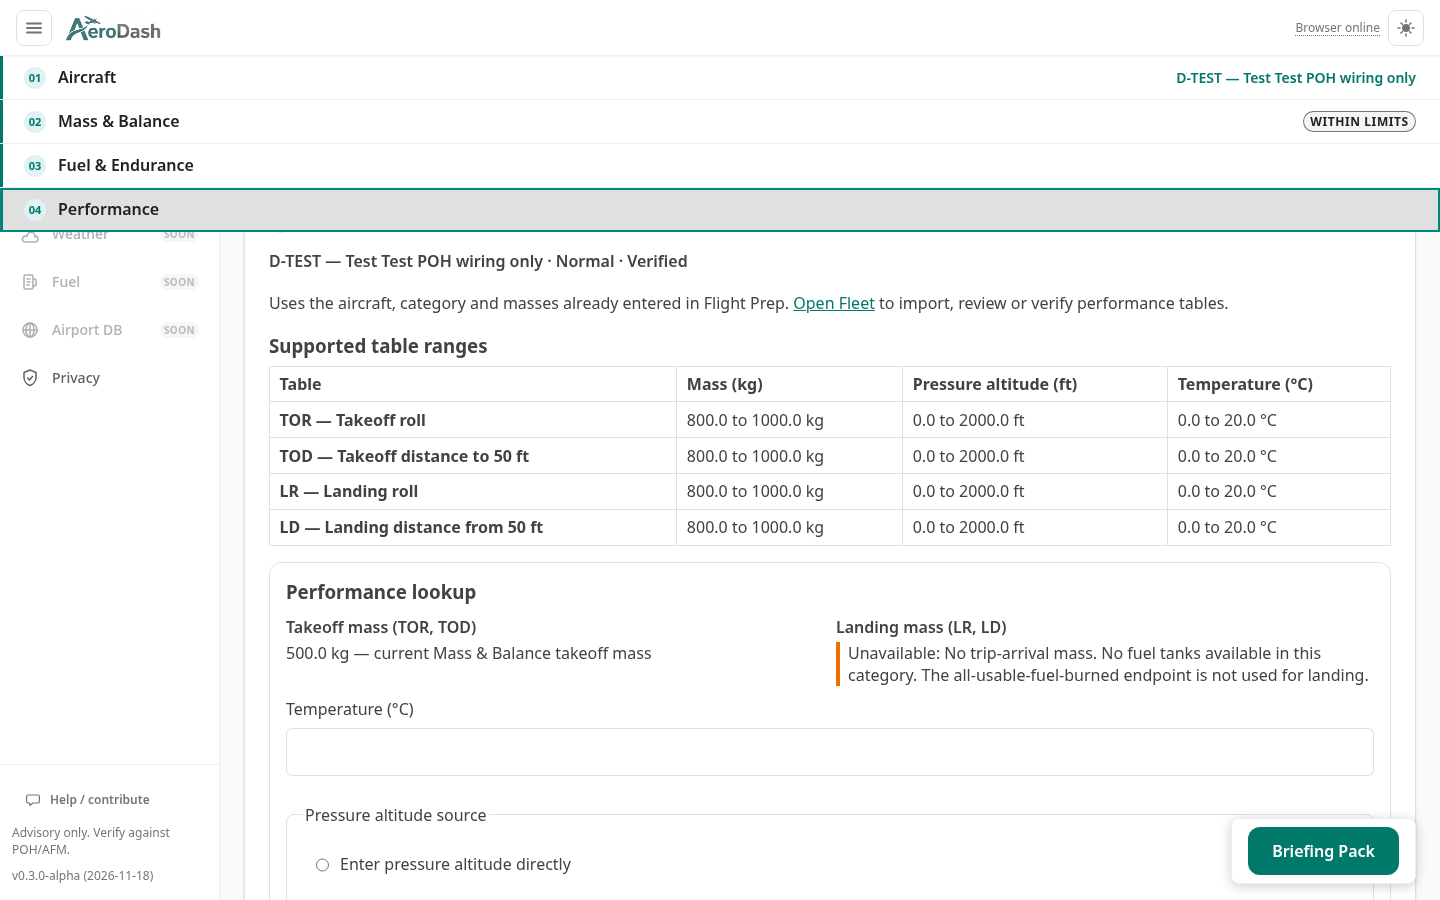 AeroDash
Browser online
01 Aircraft D-TEST — Test Test POH wiring only
02 Mass & Balance WITHIN LIMITS
03 Fuel & Endurance
04 Performance
Weather SOON
Fuel SOON
Airport DB SOON
Privacy
D-TEST — Test Test POH wiring only · Normal · Verified
Uses the aircraft, category and masses already entered in Flight Prep. Open Fleet to import, review or verify performance tables.
Supported table ranges
Table Mass (kg) Pressure altitude (ft) Temperature (°C)
TOR — Takeoff roll 800.0 to 1000.0 kg 0.0 to 2000.0 ft 0.0 to 20.0 °C
TOD — Takeoff distance to 50 ft 800.0 to 1000.0 kg 0.0 to 2000.0 ft 0.0 to 20.0 °C
LR — Landing roll 800.0 to 1000.0 kg 0.0 to 2000.0 ft 0.0 to 20.0 °C
LD — Landing distance from 50 ft 800.0 to 1000.0 kg 0.0 to 2000.0 ft 0.0 to 20.0 °C
Performance lookup
Takeoff mass (TOR, TOD)
500.0 kg — current Mass & Balance takeoff mass
Landing mass (LR, LD)
Unavailable: No trip-arrival mass. No fuel tanks available in this
category. The all-usable-fuel-burned endpoint is not used for landing.
Temperature (°C)
Pressure altitude source
Enter pressure altitude directly
Briefing Pack
Help / contribute
Advisory only. Verify against
POH/AFM.
v0.3.0-alpha (2026-11-18)